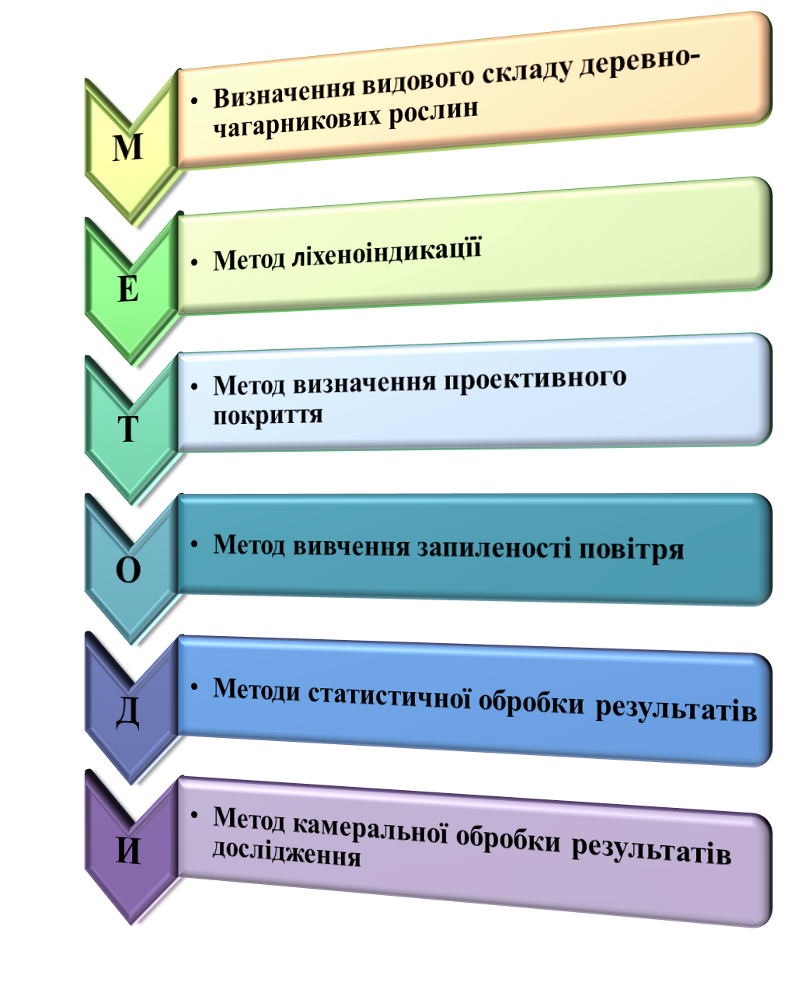 М
• Визначення видового складу деревно-
чагарникових рослин
Е
• Метод ліхеноіндикації
Т
• Метод визначення проективного
покриття
О
• Метод вивчення запиленості повітря
Д
• Методи статистичної обробки результатів
И
• Метод камеральної обробки результатів
дослідження